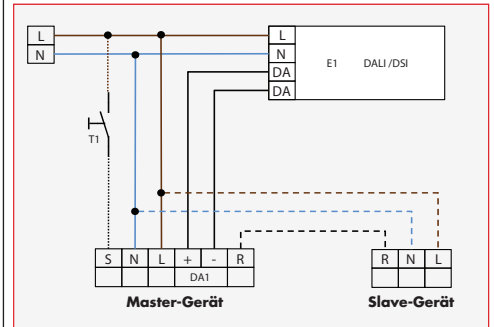 L
N
L
N
DA
DA
E1 DALI/DSI
T1
S N L + - R
DA1
R N L
Master-Gerät
Slave-Gerät